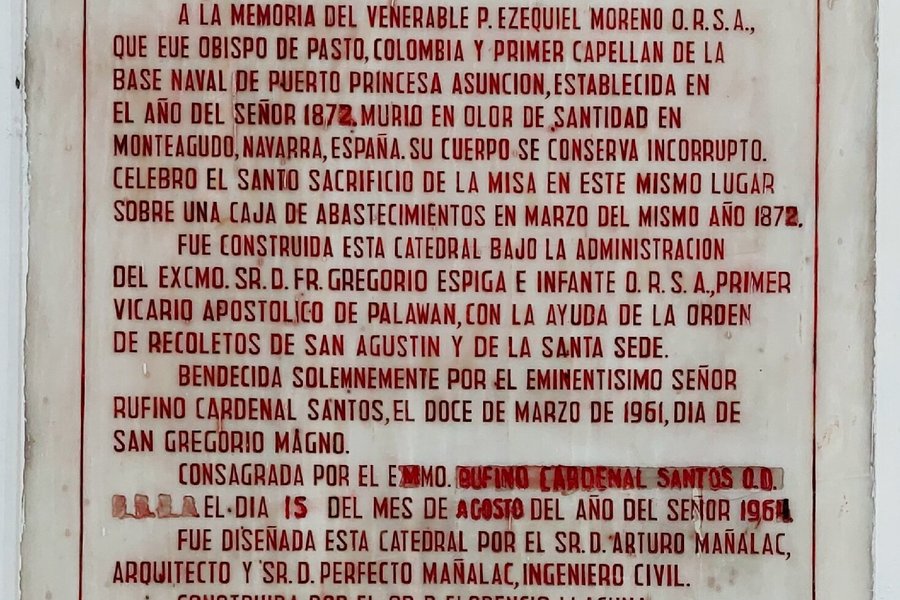 A LA MEMORIA DEL VENERABLE P. EZEQUIEL MORENO O.R.S.A.,
QUE EUE OBISPO DE PASTO, COLOMBIA Y PRIMER CAPELLAN DE LA
BASE NAVAL DE PUERTO PRINCESA ASUNCION, ESTABLECIDA EN
EL AÑO DEL SEÑOR 1872. MURIO EN OLOR DE SANTIDAD EN
MONTEAGUDO, NAVARRA, ESPAÑA. SU CUERPO SE CONSERVA INCORRUPTO.
CELEBRO EL SANTO SACRIFICIO DE LA MISA EN ESTE MISMO LUGAR
SOBRE UNA CAJA DE ABASTECIMIENTOS EN MARZO DEL MISMO AÑO 1872.
FUE CONSTRUIDA ESTA CATEDRAL BAJO LA ADMINISTRACION
DEL EXCMO. SR. D. FR. GREGORIO ESPIGA E INFANTE O.R.S.A., PRIMER
VICARIO APOSTOLICO DE PALAWAN, CON LA AYUDA DE LA ORDEN
DE RECOLETOS DE SAN AGUSTIN Y DE LA SANTA SEDE.
BENDECIDA SOLEMNEMENTE POR EL EMINENTISIMO SEÑOR
RUFINO CARDENAL SANTOS, EL DOCE DE MARZO DE 1961, DIA DE
SAN GREGORIO MAGNO.
CONSAGRADA POR EL EMMO. RUFINO CARDENAL SANTOS
EL DIA 15 DEL MES DE AGOSTO DEL AÑO DEL SEÑOR
FUE DISEÑADA ESTA CATEDRAL POR EL SR. D. ARTURO MAÑALAC,
ARQUITECTO Y SR. D. PERFECTO MAÑALAC, INGENIERO CIVIL.